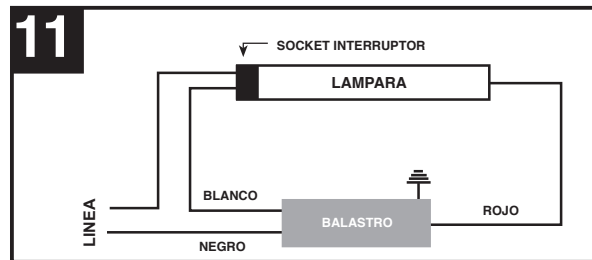 11
SOCKET INTERRUPTOR
LAMPARA
LINEA
BLANCO
BALASTRO
ROJO
NEGRO